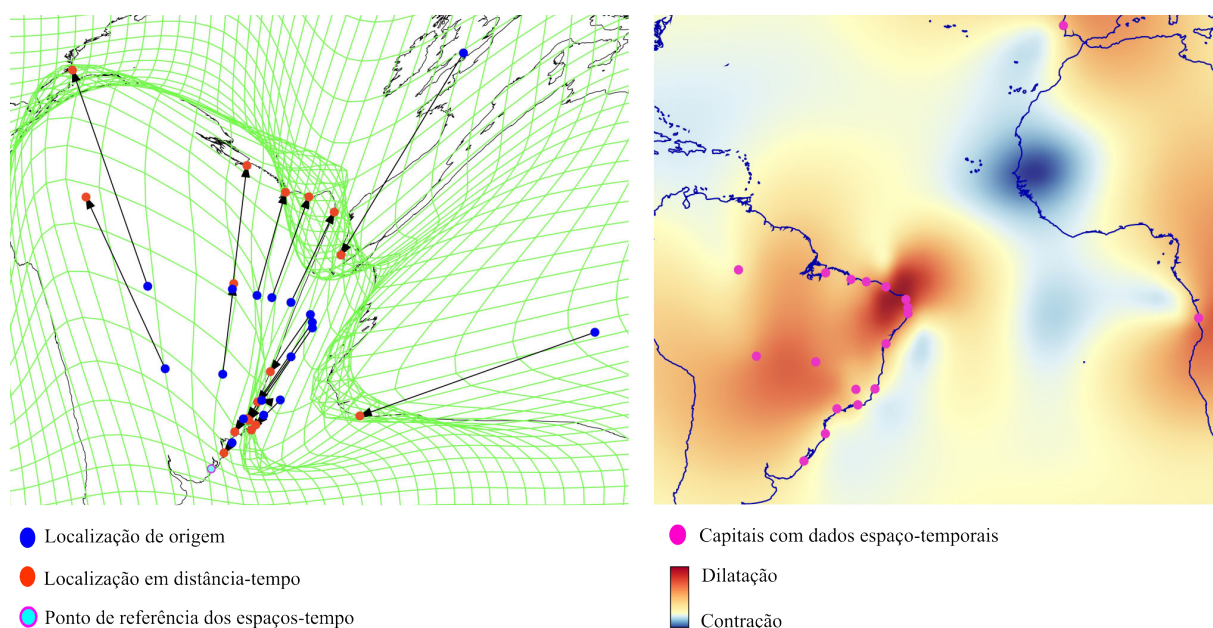 Localização de origem
Localização em distância-tempo
Ponto de referência dos espaços-tempo
Capitais com dados espaço-temporais
Dilatação
Contração